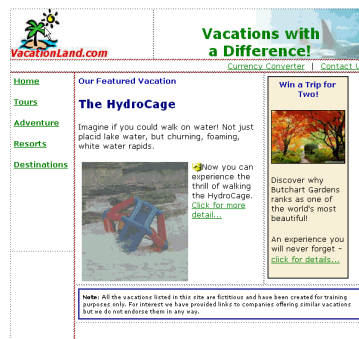 VacationLand.com
Vacations with
a Difference!
Currency Converter | Contact
Home
Tours
Adventure
Resorts
Destinations
Our Featured Vacation
The HydroCage
Imagine if you could walk on water! Not just
placid lake water, but churning, foaming,
white water rapids.
Now you can
experience the
thrill of walking
the HydroCage.
Click for more
detail...
Win a Trip for
Two!
Discover why
Butchart Gardens
ranks as one of
the world's most
beautiful!
An experience you
will never forget -
click for details...
Note: All the vacations listed in this site are fictitious and have been created for training
purposes only. For interest we have provided links to companies offering similar vacations
but we do not endorse them in any way.